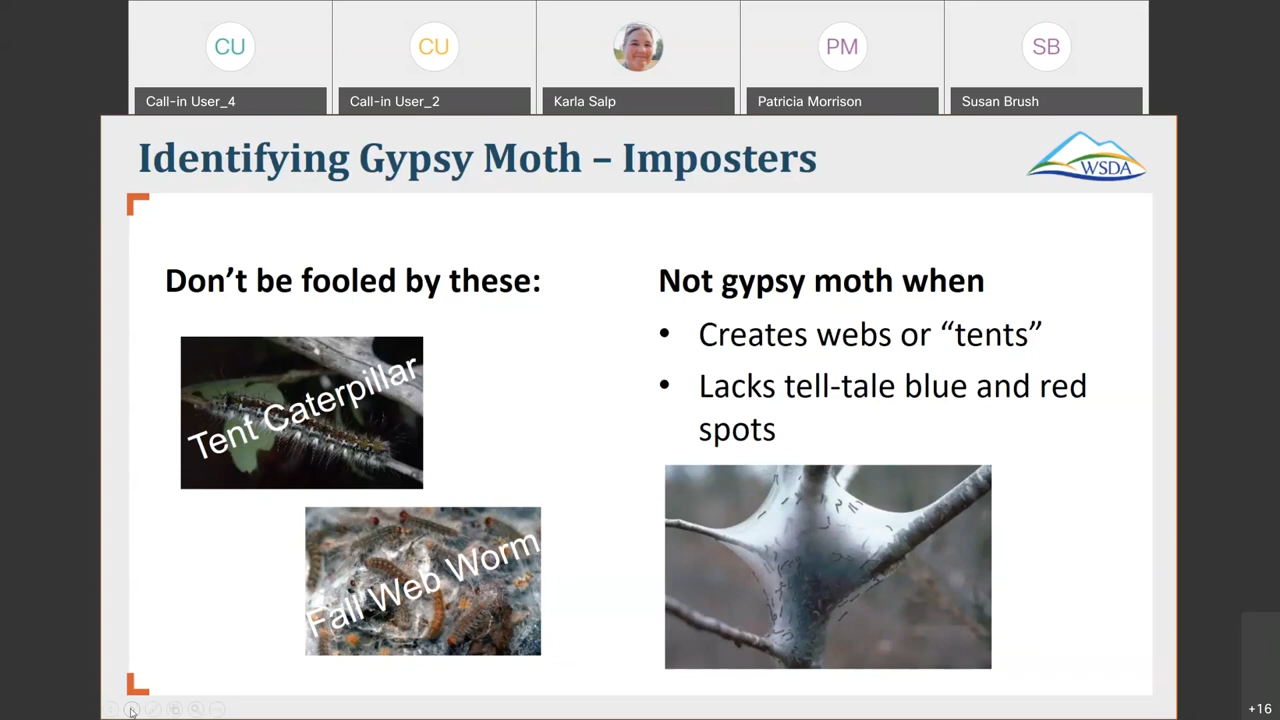 CU
CU
PM
SB
Call-in User_4
Call-in User_2
Karla Salp
Patricia Morrison
Susan Brush
Identifying Gypsy Moth – Imposters
WSDA
Don’t be fooled by these:
Tent Caterpillar
Fall Web Worm
Not gypsy moth when
• Creates webs or “tents”
• Lacks tell-tale blue and red
spots
+16